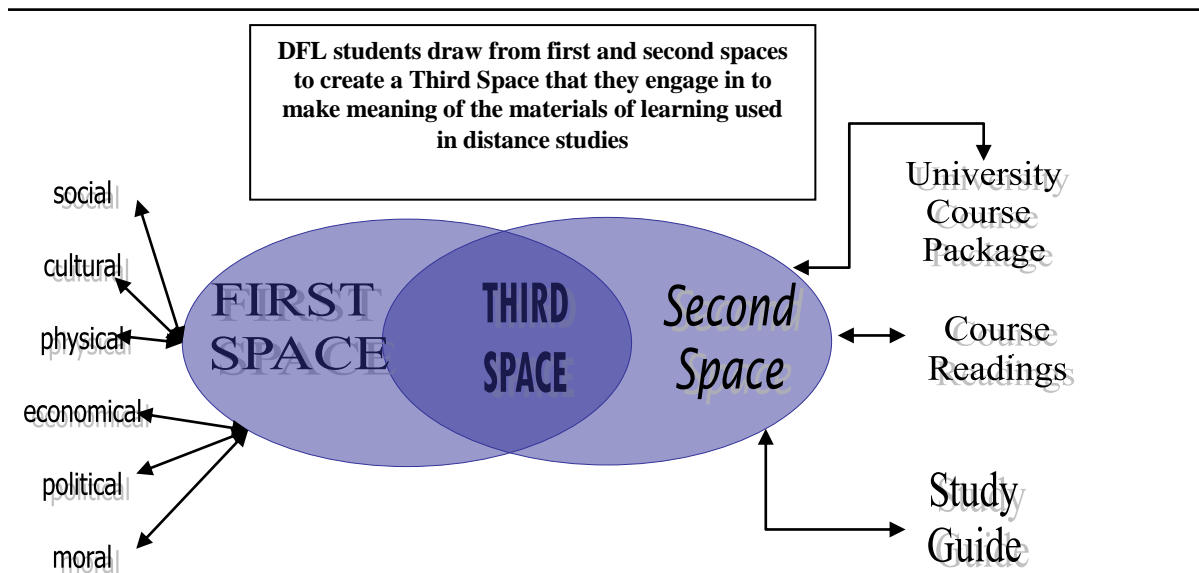 DFL students draw from first and second spaces
to create a Third Space that they engage in to
make meaning of the materials of learning used
in distance studies
social
cultural
physical
economical
political
moral
FIRST
SPACE
THIRD
SPACE
Second
Space
University
Course
Package
Course
Readings
Study
Guide